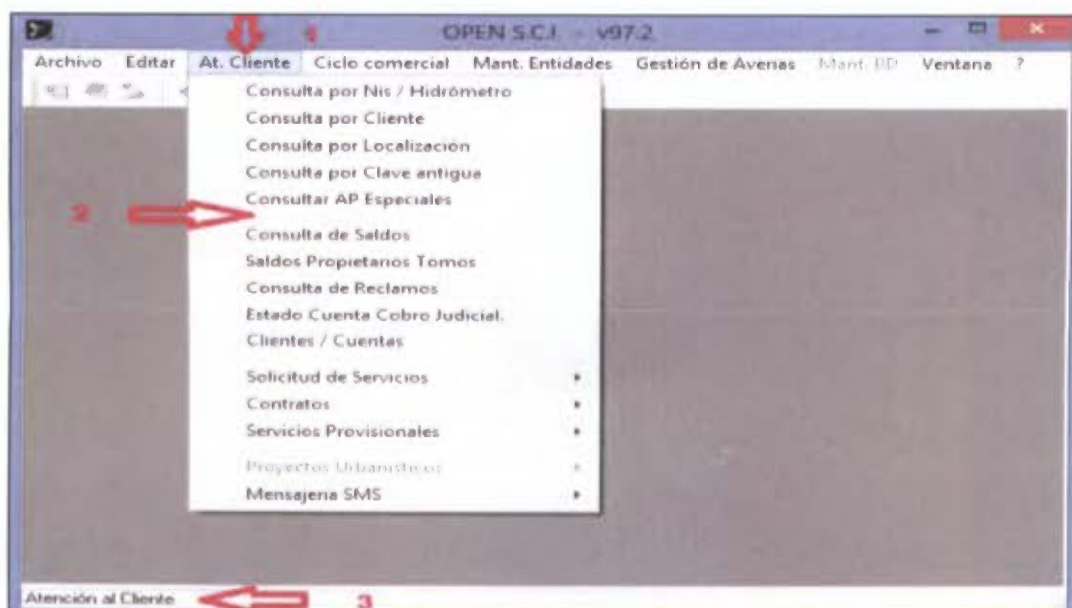 OPEN S.C.I. - v97.2
1
Archivo Editar At. Cliente Ciclo comercial Mant. Entidades Gestión de Averias Mant. BD Ventana ?
Consulta por Nis / Hidrómetro
Consulta por Cliente
Consulta por Localización
Consulta por Clave antigua
Consultar AP Especiales
2
Consulta de Saldos
Saldos Propietarios Tomos
Consulta de Reclamos
Estado Cuenta Cobro Judicial.
Clientes / Cuentas
Solicitud de Servicios
Contratos
Servicios Provisionales
Proyectos Urbanísticos
Mensajeria SMS
Atención al Cliente
3